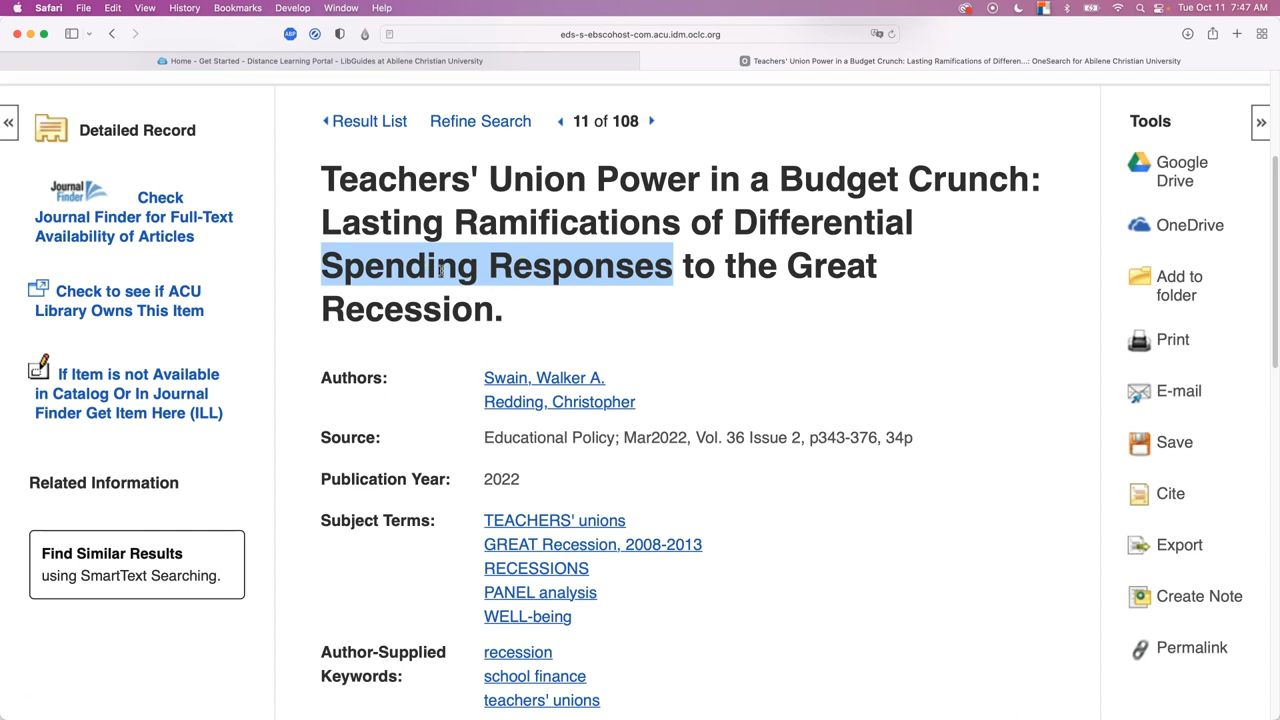 Safari File Edit View History Bookmarks Develop Window Help Tue Oct 11 7:47 AM
ABP eds-s-ebscohost-com.acu.idm.oclc.org
Home - Get Started - Distance Learning Portal - LibGuides at Abilene Christian University
Teachers' Union Power in a Budget Crunch: Lasting Ramifications of Differen...: OneSearch for Abilene Christian University
Detailed Record
Journal Finder
Check
Journal Finder for Full-Text
Availability of Articles
Check to see if ACU
Library Owns This Item
If Item is not Available
in Catalog Or In Journal
Finder Get Item Here (ILL)
Related Information
Find Similar Results
using SmartText Searching.
Result List Refine Search 11 of 108
Teachers' Union Power in a Budget Crunch:
Lasting Ramifications of Differential
Spending Responses to the Great
Recession.
Authors: Swain, Walker A.
Redding, Christopher
Source: Educational Policy; Mar2022, Vol. 36 Issue 2, p343-376, 34p
Publication Year: 2022
Subject Terms: TEACHERS' unions
GREAT Recession, 2008-2013
RECESSIONS
PANEL analysis
WELL-being
Author-Supplied recession
Keywords: school finance
teachers' unions
Tools
Google
Drive
OneDrive
Add to
folder
Print
E-mail
Save
Cite
Export
Create Note
Permalink